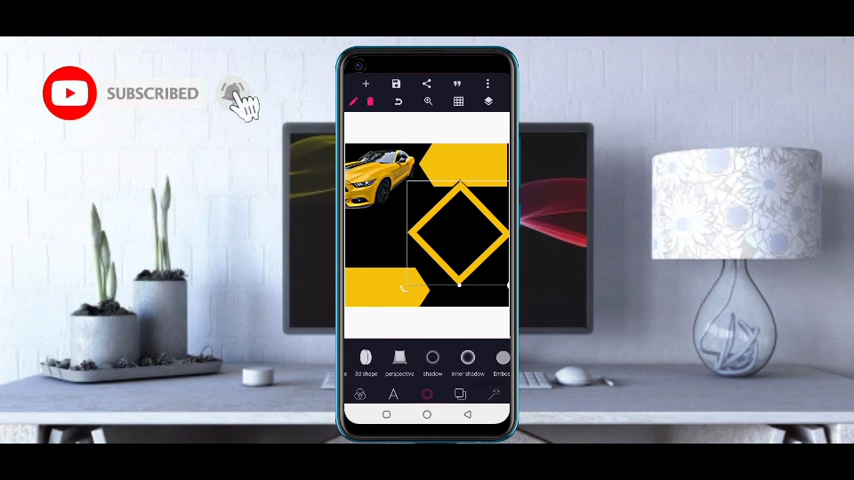 SUBSCRIBED
3d shape
perspective
shadow
inner shadow
Embos